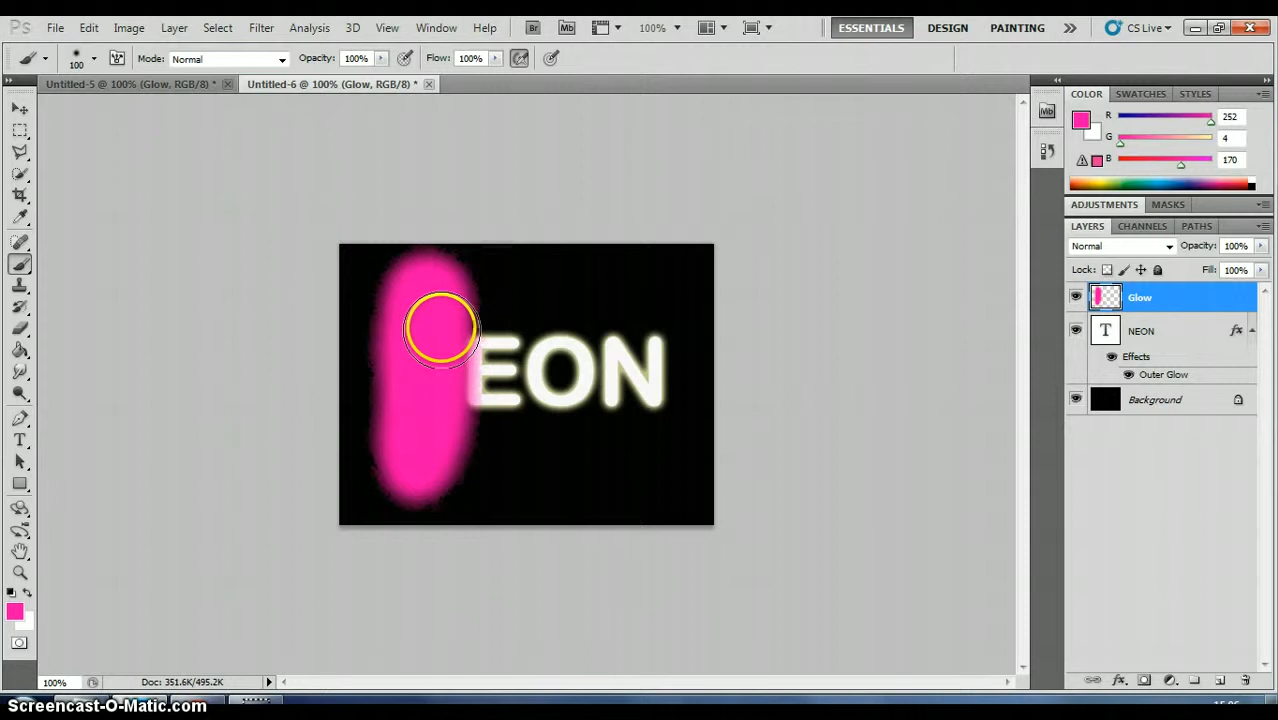 Ps File Edit Image Layer Select Filter Analysis 3D View Window Help Br Mb 100% ESSENTIALS DESIGN PAINTING CS Live
100 Mode: Normal Opacity: 100% Flow: 100%
Untitled-5 @ 100% (Glow, RGB/8) * Untitled-6 @ 100% (Glow, RGB/8) *
COLOR SWATCHES STYLES
Mb
R 252
G 4
B 170
ADJUSTMENTS MASKS
LAYERS CHANNELS PATHS
Normal Opacity: 100%
Lock: Fill: 100%
Glow
T NEON fx
Effects
Outer Glow
Background
EON
T
fx
100% Doc: 351.6K/495.2K
Screencast-O-Matic.com